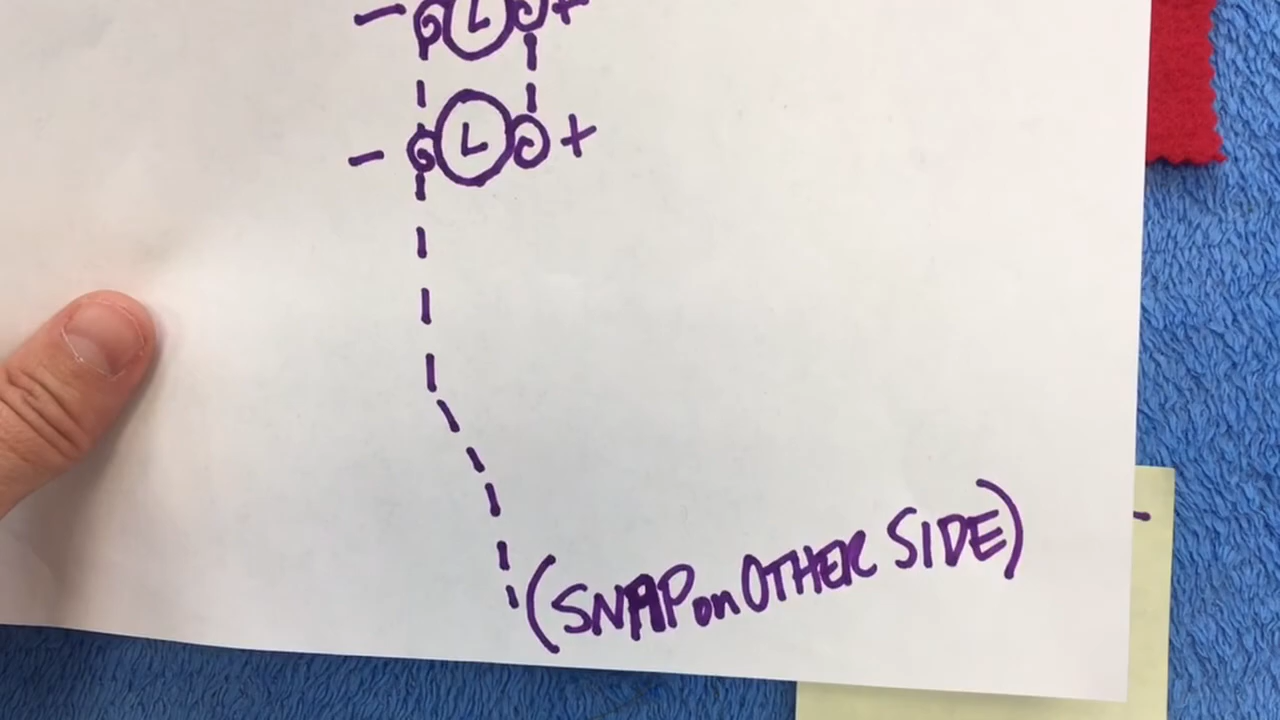 - L +
- L +
(SNAP on OTHER SIDE)